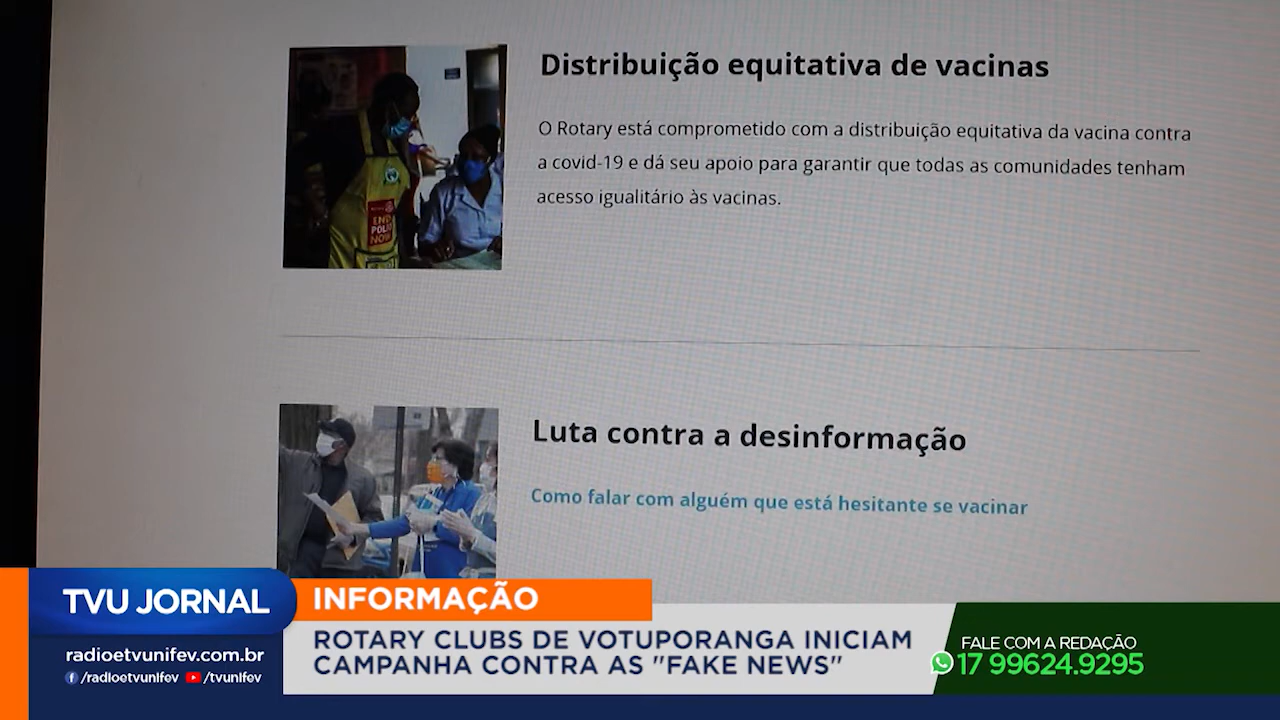 Distribuição equitativa de vacinas
O Rotary está comprometido com a distribuição equitativa da vacina contra
a covid-19 e dá seu apoio para garantir que todas as comunidades tenham
acesso igualitário às vacinas.
END
POLIO
NOW
Luta contra a desinformação
Como falar com alguém que está hesitante se vacinar
TVU JORNAL
INFORMAÇÃO
ROTARY CLUBS DE VOTUPORANGA INICIAM
CAMPANHA CONTRA AS "FAKE NEWS"
radioetvunifev.com.br
/radioetvunifev /tvunifev
FALE COM A REDAÇÃO
17 99624.9295